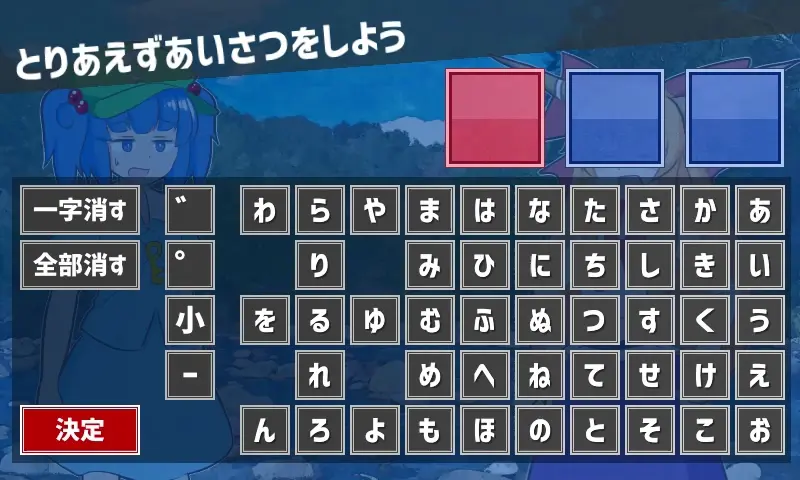 とりあえずあいさつをしよう
一字消す ゛ わ ら や ま は な た さ か あ
全部消す ゜ り み ひ に ち し き い
小 を る ゆ む ふ ぬ つ す く う
ー れ め へ ね て せ け え
決定 ん ろ よ も ほ の と そ こ お